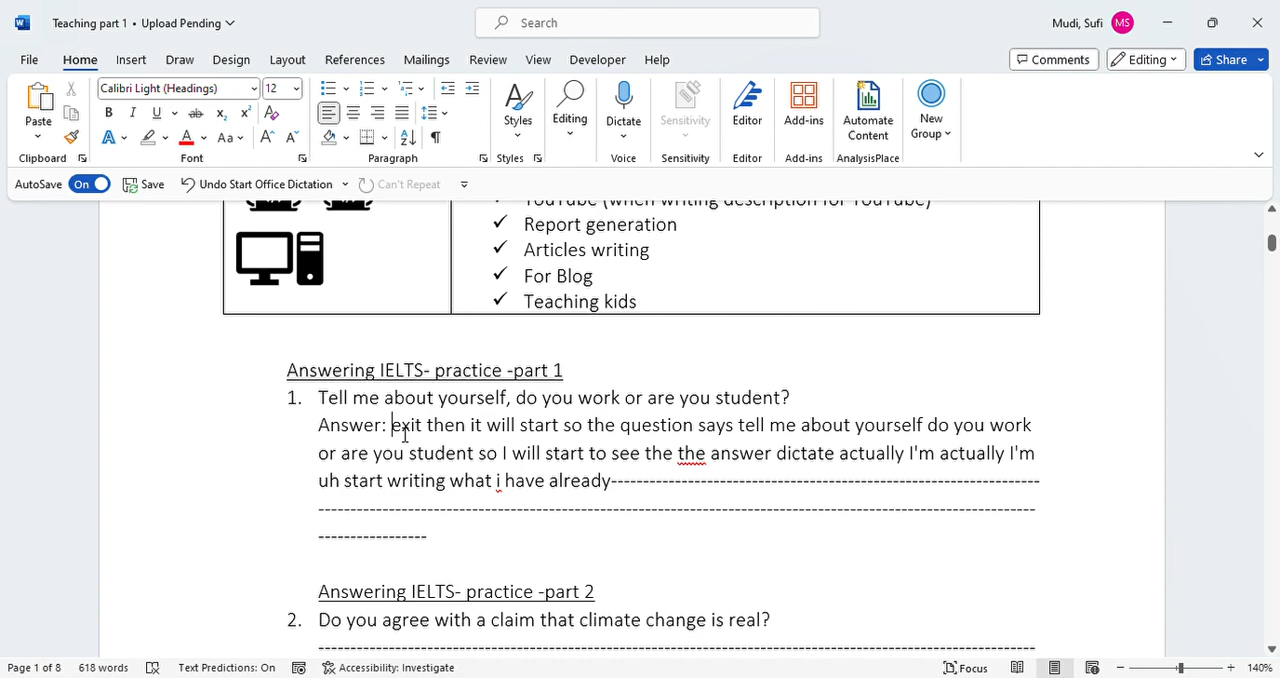 Teaching part 1 • Upload Pending
Search
Mudi, Sufi
MS
File Home Insert Draw Design Layout References Mailings Review View Developer Help
Comments Editing Share
Calibri Light (Headings) 12
Paste
Styles
Editing
Dictate
Sensitivity
Editor
Add-ins
Automate Content
New Group
Clipboard Font Paragraph Styles Voice Sensitivity Editor Add-ins AnalysisPlace
AutoSave On Save Undo Start Office Dictation Can't Repeat
YouTube (when writing description for YouTube)
✓ Report generation
✓ Articles writing
✓ For Blog
✓ Teaching kids
Answering IELTS- practice -part 1
1. Tell me about yourself, do you work or are you student?
Answer: exit then it will start so the question says tell me about yourself do you work
or are you student so I will start to see the the answer dictate actually I'm actually I'm
uh start writing what i have already-------------------------------------------------------------------
----------------------------------------------------------------------------------------------------------------
-----------------
Answering IELTS- practice -part 2
2. Do you agree with a claim that climate change is real?
----------------------------------------------------------------------------------------------------------------
Page 1 of 8 618 words Text Predictions: On Accessibility: Investigate Focus 140%